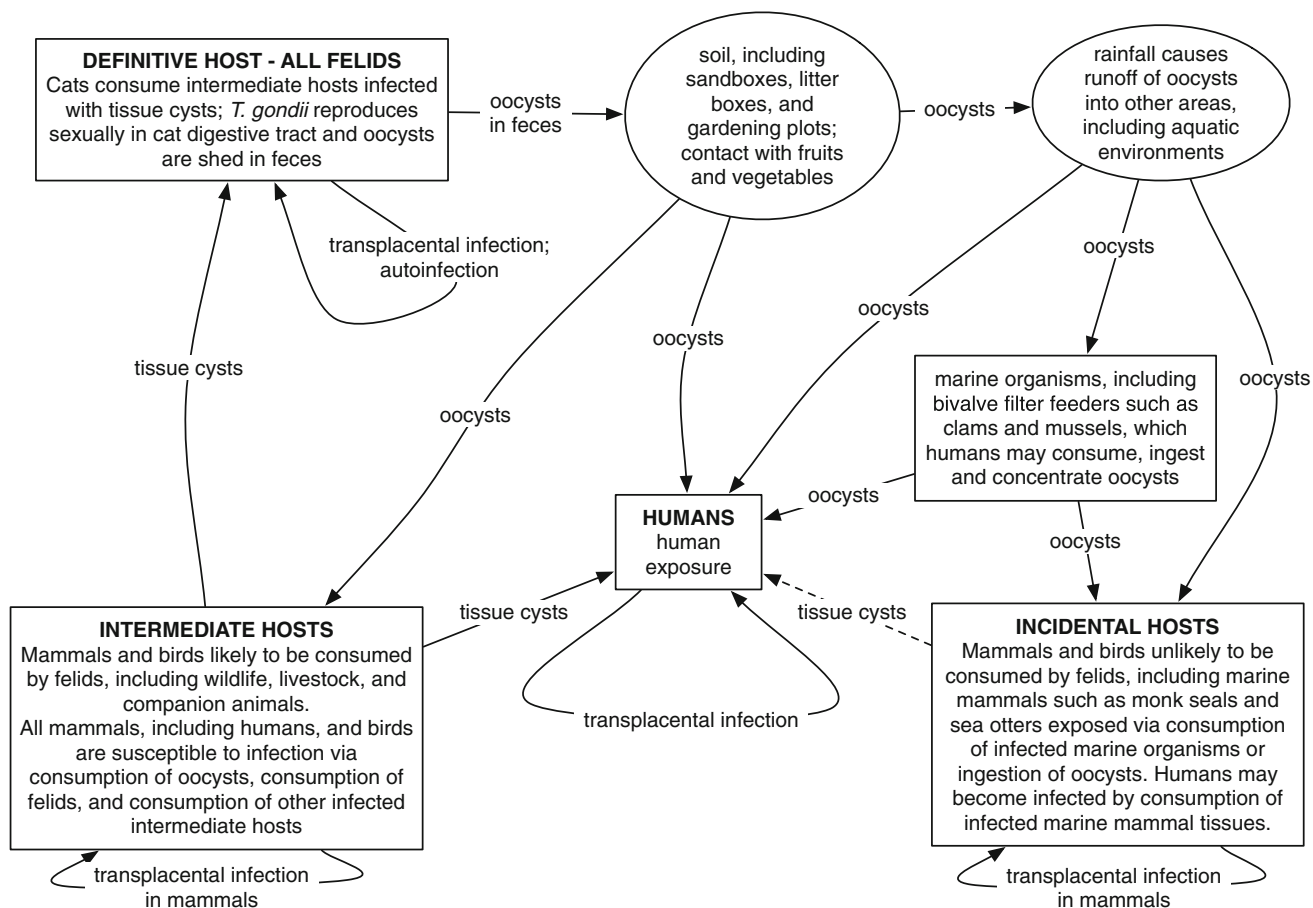 DEFINITIVE HOST - ALL FELIDS
Cats consume intermediate hosts infected
with tissue cysts; T. gondii reproduces
sexually in cat digestive tract and oocysts
are shed in feces
oocysts
in feces
soil, including
sandboxes, litter
boxes, and
gardening plots;
contact with fruits
and vegetables
oocysts
rainfall causes
runoff of oocysts
into other areas,
including aquatic
environments
transplacental infection;
autoinfection
tissue cysts
oocysts
oocysts
oocysts
oocysts
oocysts
marine organisms, including
bivalve filter feeders such as
clams and mussels, which
humans may consume, ingest
and concentrate oocysts
oocysts
oocysts
HUMANS
human
exposure
tissue cysts
tissue cysts
transplacental infection
INTERMEDIATE HOSTS
Mammals and birds likely to be consumed
by felids, including wildlife, livestock, and
companion animals.
All mammals, including humans, and birds
are susceptible to infection via
consumption of oocysts, consumption of
felids, and consumption of other infected
intermediate hosts
transplacental infection
in mammals
INCIDENTAL HOSTS
Mammals and birds unlikely to be
consumed by felids, including marine
mammals such as monk seals and
sea otters exposed via consumption
of infected marine organisms or
ingestion of oocysts. Humans may
become infected by consumption of
infected marine mammal tissues.
transplacental infection
in mammals